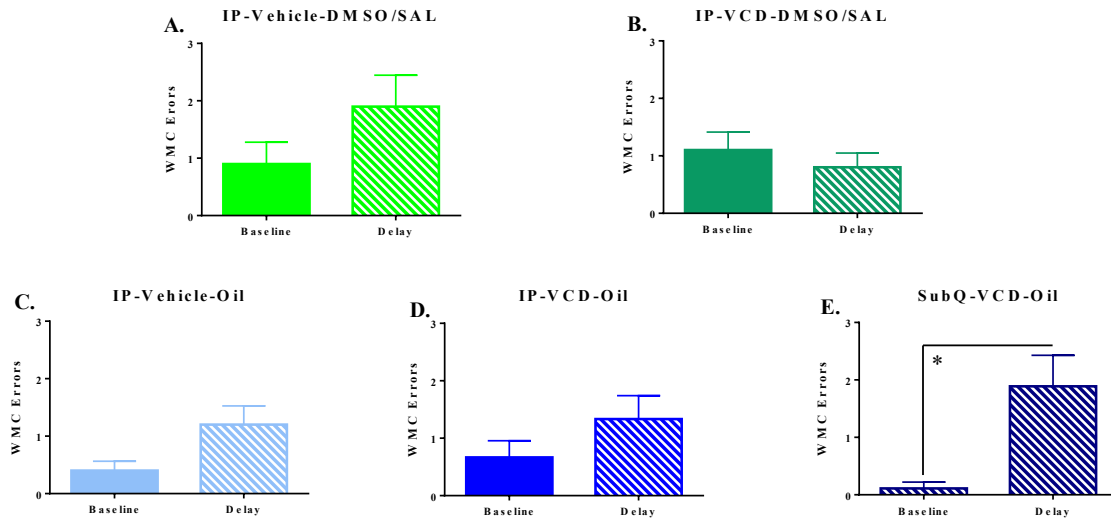 A.
IP-Vehicle-DMSO/SAL
WMC Errors
3
2
1
0
Baseline Delay
B.
IP-VCD-DMSO/SAL
WMC Errors
3
2
1
0
Baseline Delay
C.
IP-Vehicle-Oil
WMC Errors
3
2
1
0
Baseline Delay
D.
IP-VCD-Oil
WMC Errors
3
2
1
0
Baseline Delay
E.
SubQ-VCD-Oil
WMC Errors
3
2
1
0
*
Baseline Delay